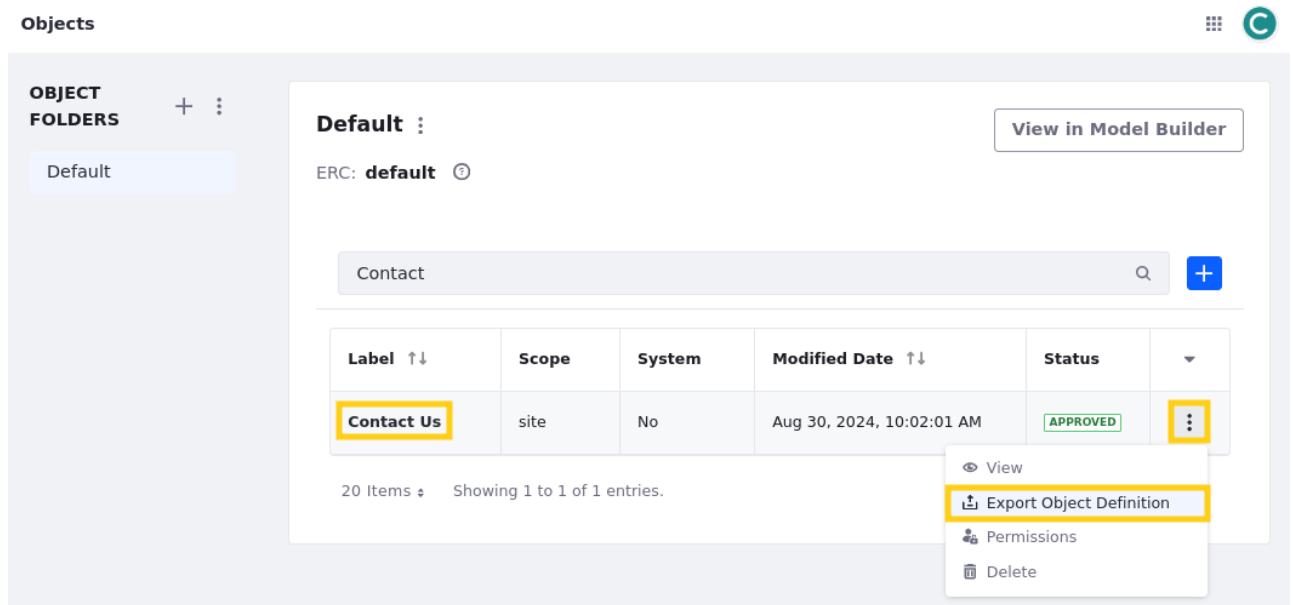 Objects
C
OBJECT
FOLDERS
Default
Default
View in Model Builder
ERC: default
Contact
Label Scope System Modified Date Status
Contact Us site No Aug 30, 2024, 10:02:01 AM APPROVED
View
20 Items Showing 1 to 1 of 1 entries.
Export Object Definition
Permissions
Delete